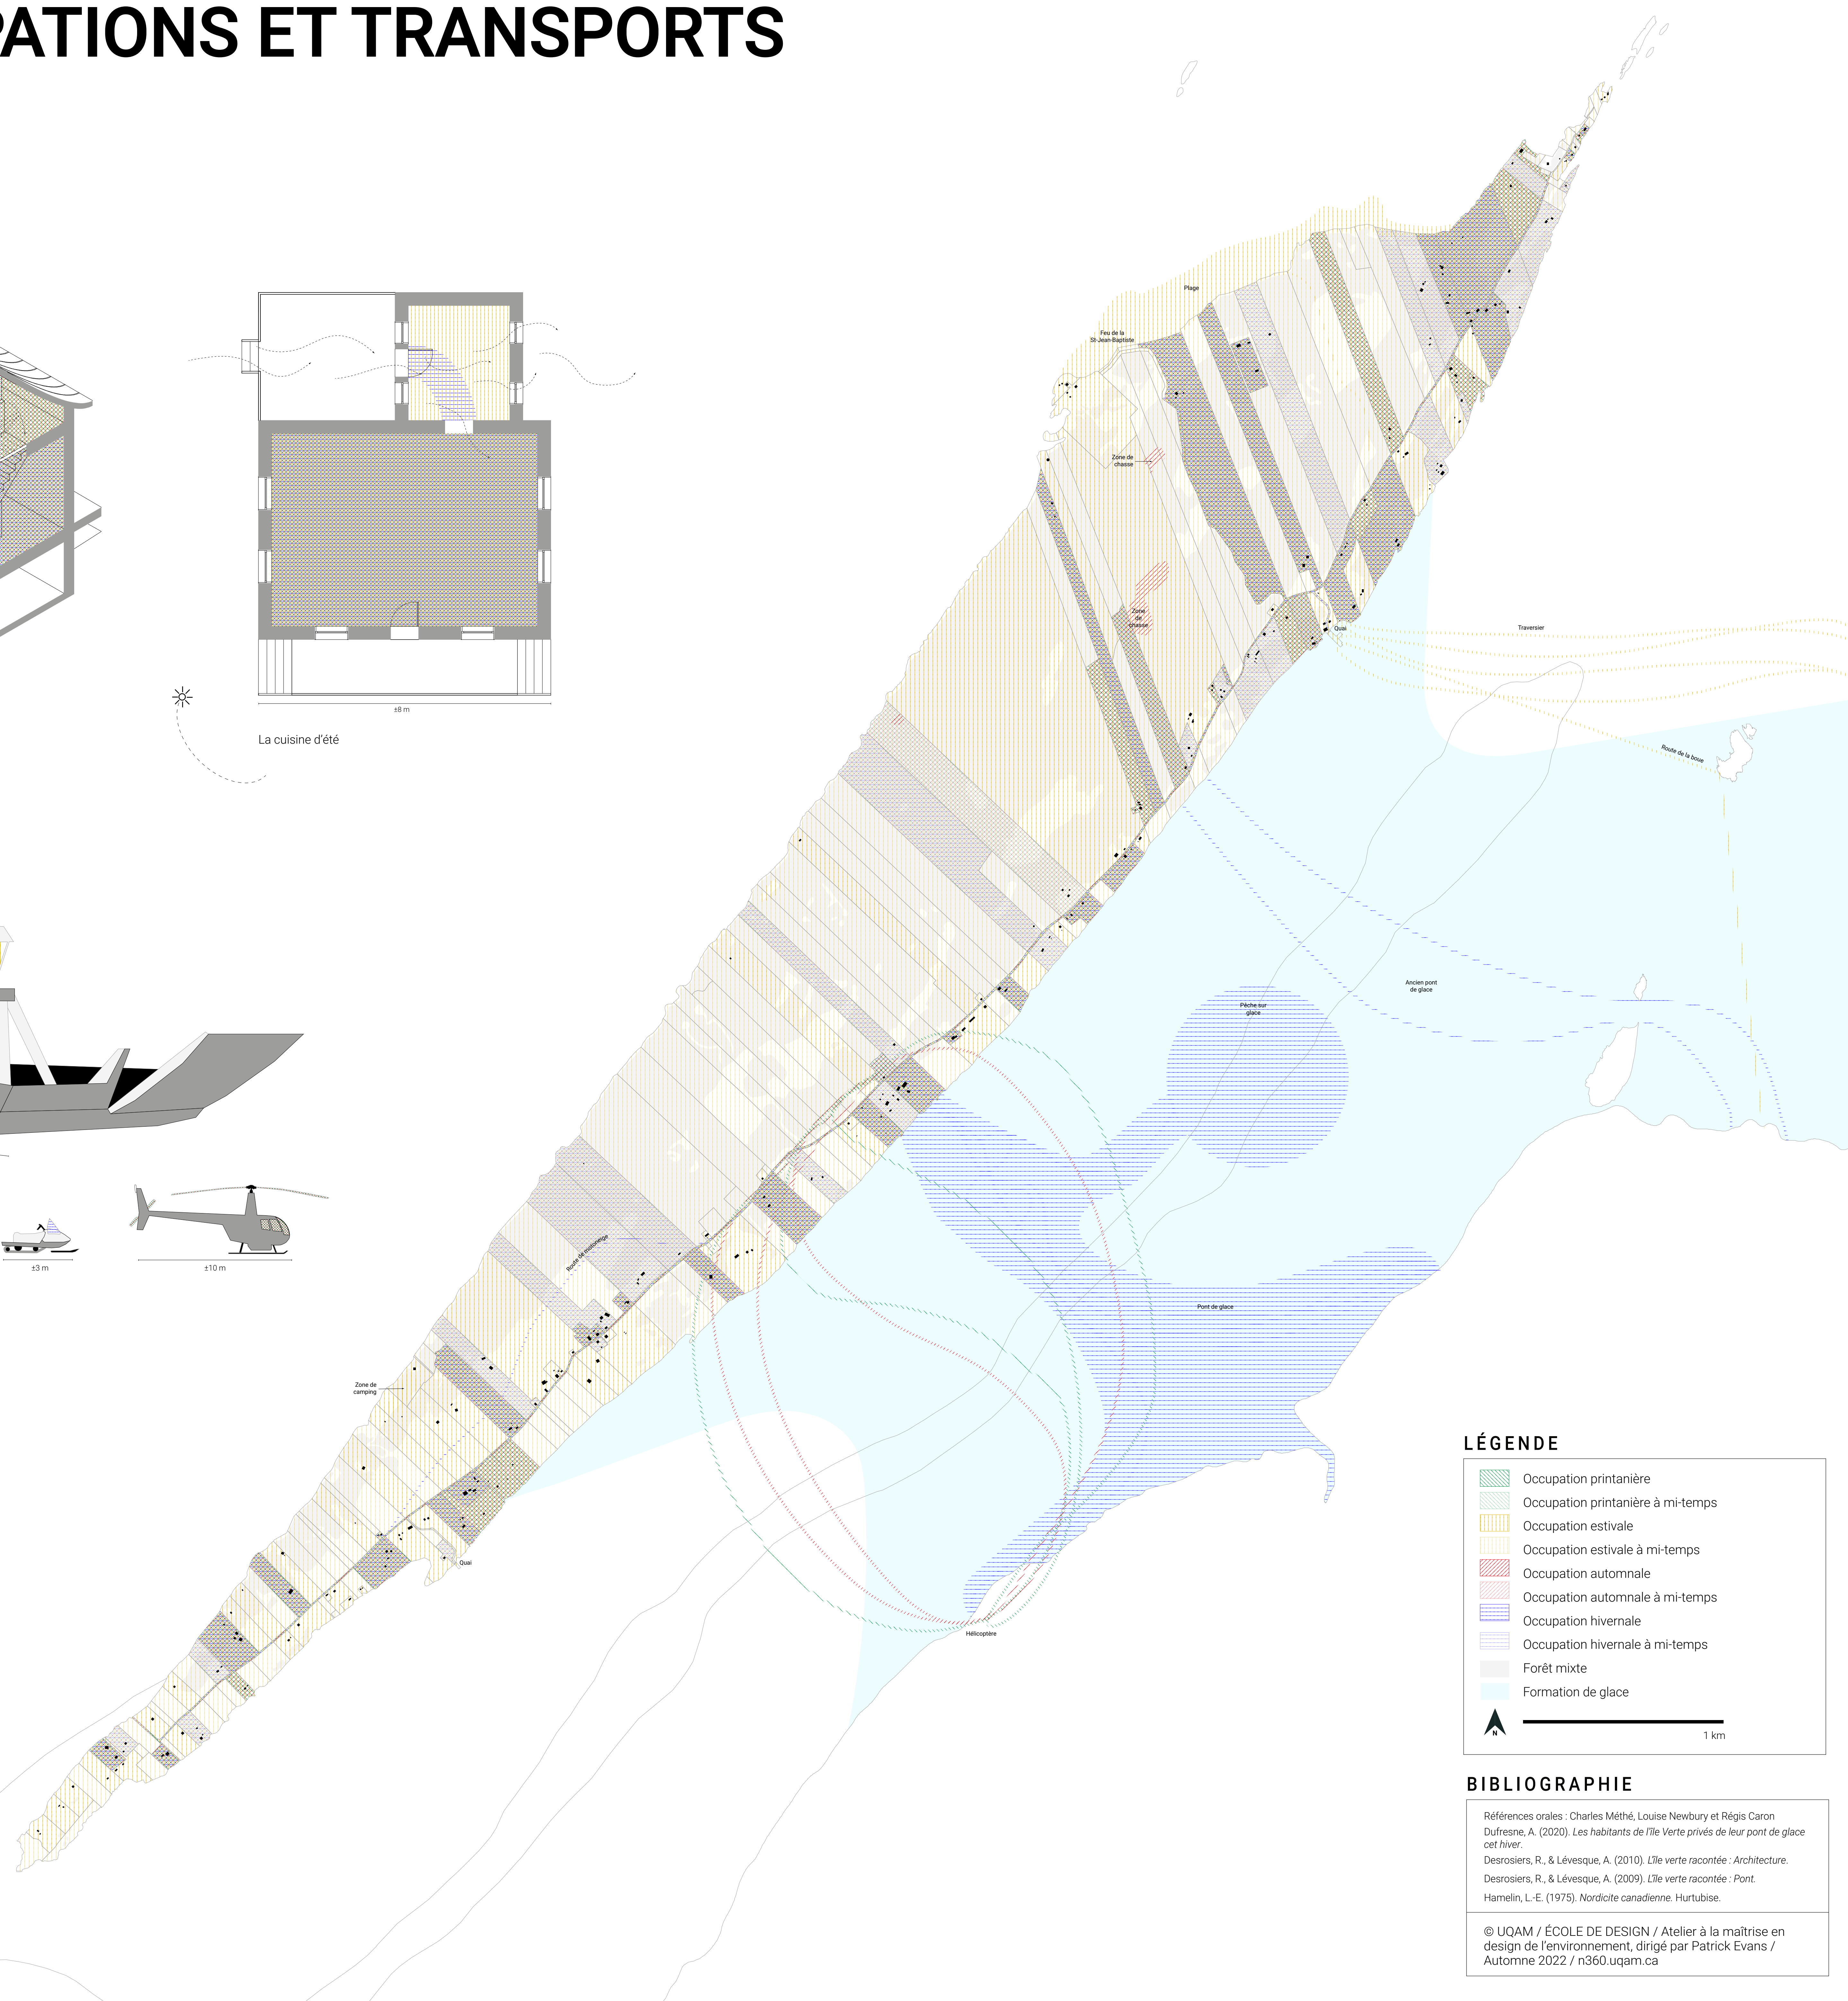 PATIONS ET TRANSPORTS
±8 m
La cuisine d'été
±3 m
±10 m
Plage
Feu de la
St-Jean-Baptiste
Zone de
chasse
Zone
de
chasse
Quai
Traversier
Route de la boue
Ancien pont
de glace
Pêche sur
glace
Route de motoneige
Pont de glace
Zone de
camping
Quai
Hélicoptère
LÉGENDE
Occupation printanière
Occupation printanière à mi-temps
Occupation estivale
Occupation estivale à mi-temps
Occupation automnale
Occupation automnale à mi-temps
Occupation hivernale
Occupation hivernale à mi-temps
Forêt mixte
Formation de glace
N
1 km
BIBLIOGRAPHIE
Références orales : Charles Méthé, Louise Newbury et Régis Caron
Dufresne, A. (2020). Les habitants de l'île Verte privés de leur pont de glace
cet hiver.
Desrosiers, R., & Lévesque, A. (2010). L'île verte racontée : Architecture.
Desrosiers, R., & Lévesque, A. (2009). L'île verte racontée : Pont.
Hamelin, L.-E. (1975). Nordicite canadienne. Hurtubise.
© UQAM / ÉCOLE DE DESIGN / Atelier à la maîtrise en
design de l'environnement, dirigé par Patrick Evans /
Automne 2022 / n360.uqam.ca